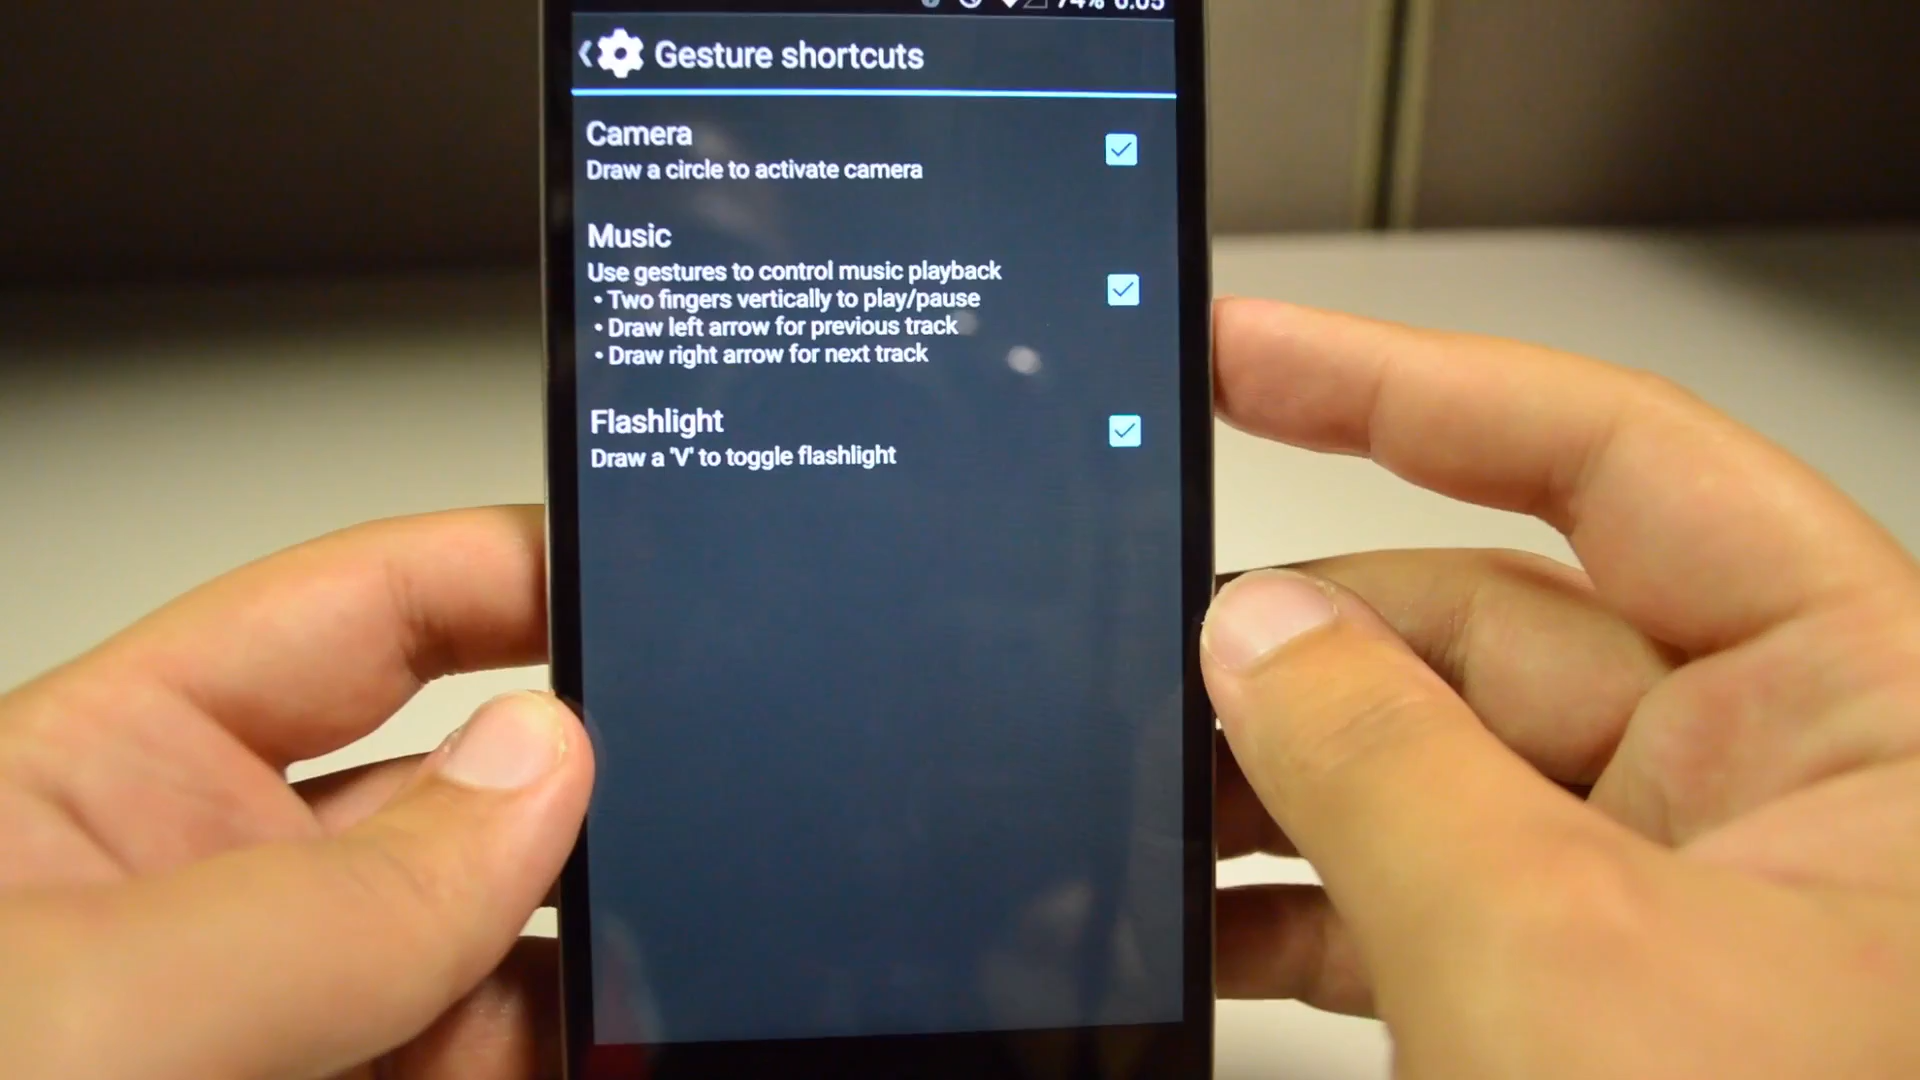 74% 6:05
Gesture shortcuts
Camera
Draw a circle to activate camera
Music
Use gestures to control music playback
• Two fingers vertically to play/pause
• Draw left arrow for previous track
• Draw right arrow for next track
Flashlight
Draw a 'V' to toggle flashlight